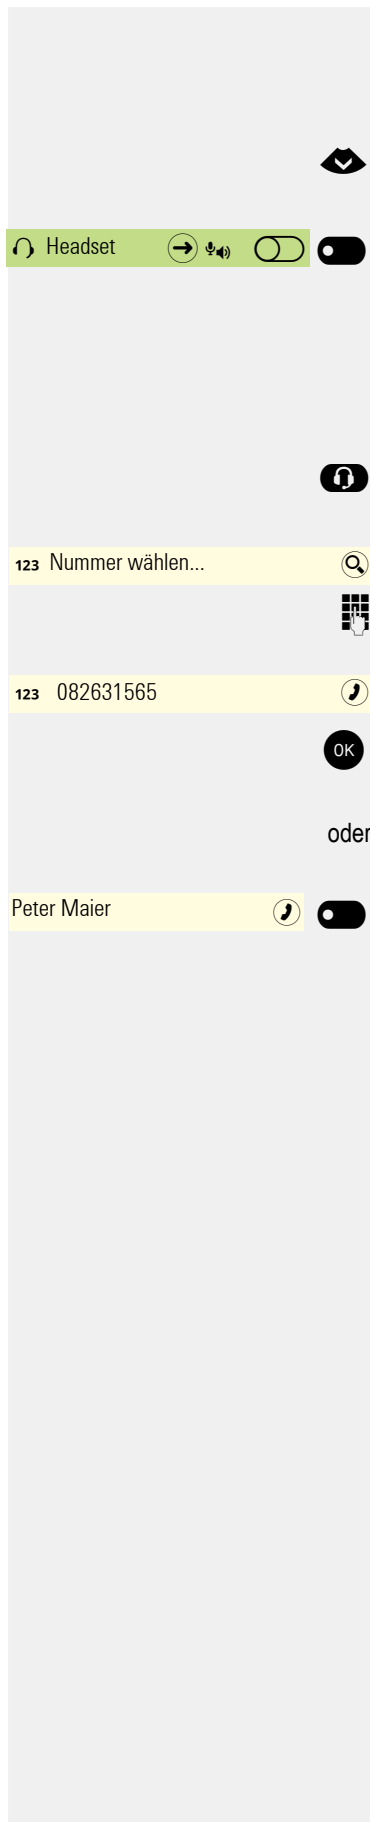 Headset
123 Nummer wählen...
123 082631565
OK
oder
Peter Maier